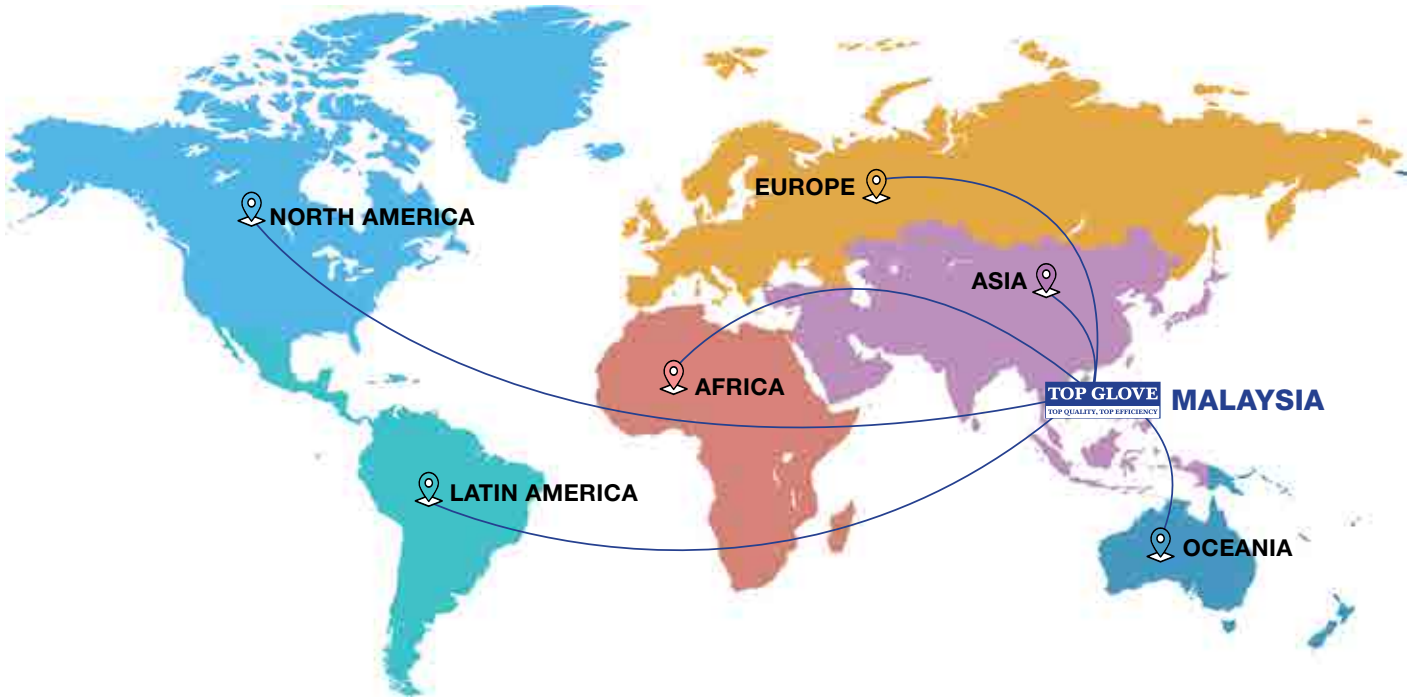 EUROPE
NORTH AMERICA
ASIA
AFRICA
TOP GLOVE
TOP QUALITY, TOP EFFICIENCY
MALAYSIA
LATIN AMERICA
OCEANIA